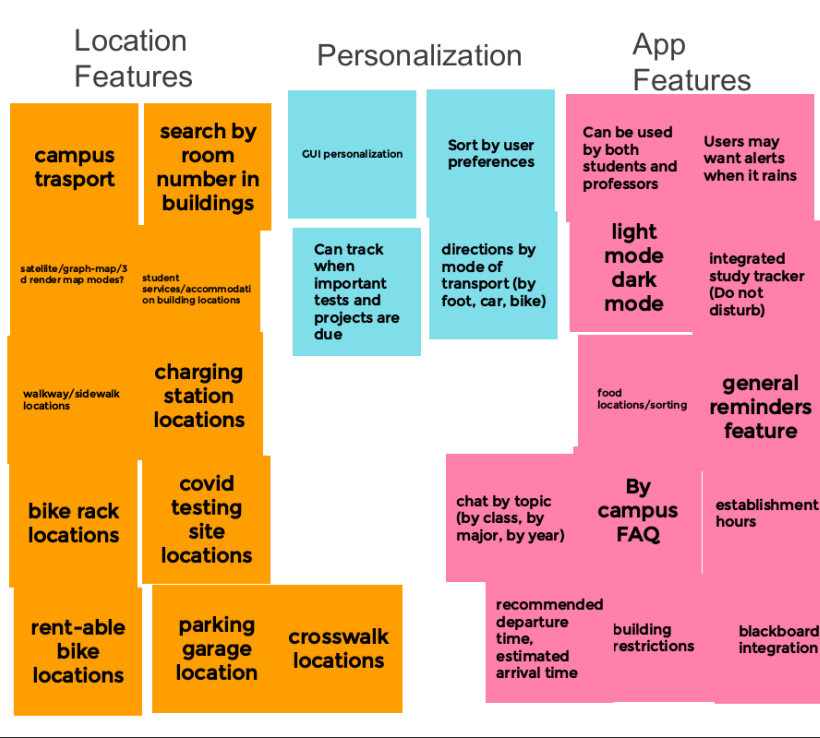 Location
Features
Personalization
App
Features
campus
trasport
search by
room
number in
buildings
satellite/graph-map/3
d render map modes?
student
services/accommodati
on building locations
walkway/sidewalk
locations
charging
station
locations
bike rack
locations
covid
testing
site
locations
rent-able
bike
locations
parking
garage
location
crosswalk
locations
GUI personalization
Sort by user
preferences
Can track
when
important
tests and
projects are
due
directions by
mode of
transport (by
foot, car, bike)
Can be used
by both
students and
professors
Users may
want alerts
when it rains
light
mode
dark
mode
integrated
study tracker
(Do not
disturb)
food
locations/sorting
general
reminders
feature
chat by topic
(by class, by
major, by year)
By
campus
FAQ
establishment
hours
recommended
departure
time,
estimated
arrival time
building
restrictions
blackboard
integration